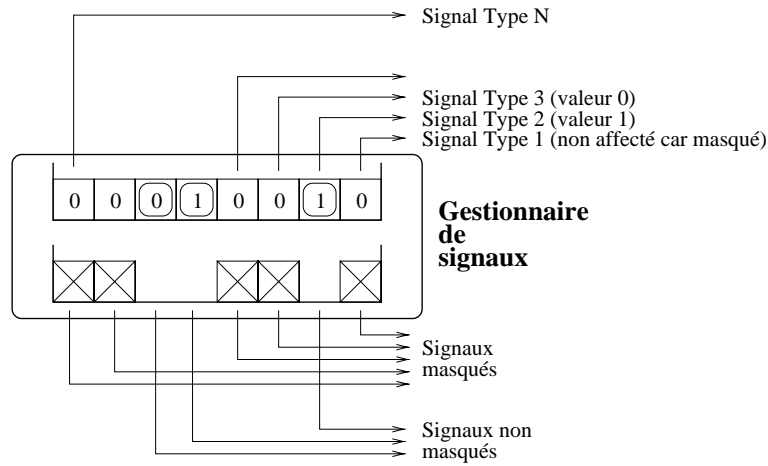 Signal Type N
Signal Type 3 (valeur 0)
Signal Type 2 (valeur 1)
Signal Type 1 (non affecté car masqué)
0 0 0 1 0 0 1 0
Gestionnaire
de
signaux
Signaux
masqués
Signaux non
masqués